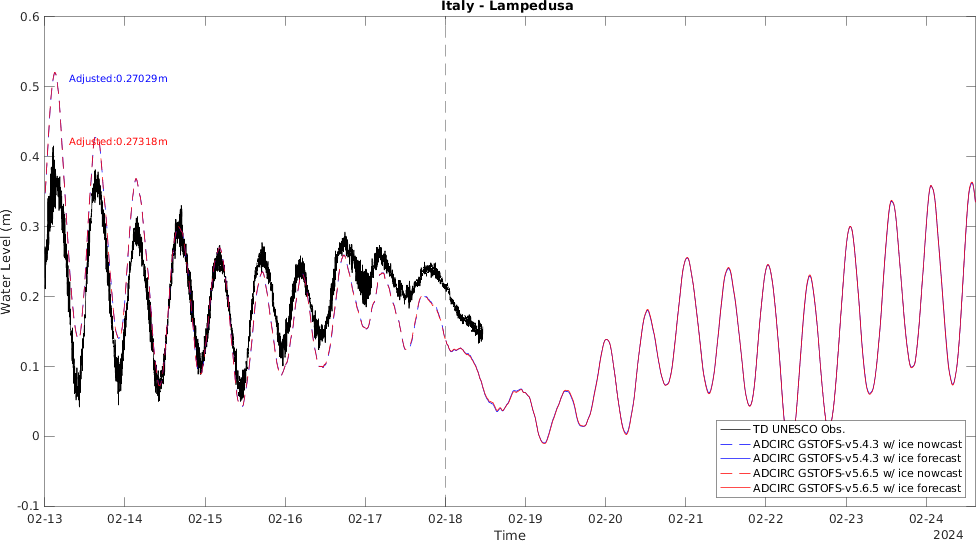 Italy - Lampedusa
0.6
0.5
0.4
0.3
0.2
0.1
0
-0.1
Water Level (m)
Adjusted:0.27029m
Adjusted:0.27318m
TD UNESCO Obs.
ADCIRC GSTOFS-v5.4.3 w/ ice nowcast
ADCIRC GSTOFS-v5.4.3 w/ ice forecast
ADCIRC GSTOFS-v5.6.5 w/ ice nowcast
ADCIRC GSTOFS-v5.6.5 w/ ice forecast
02-13 02-14 02-15 02-16 02-17 02-18 02-19 02-20 02-21 02-22 02-23 02-24
Time
2024